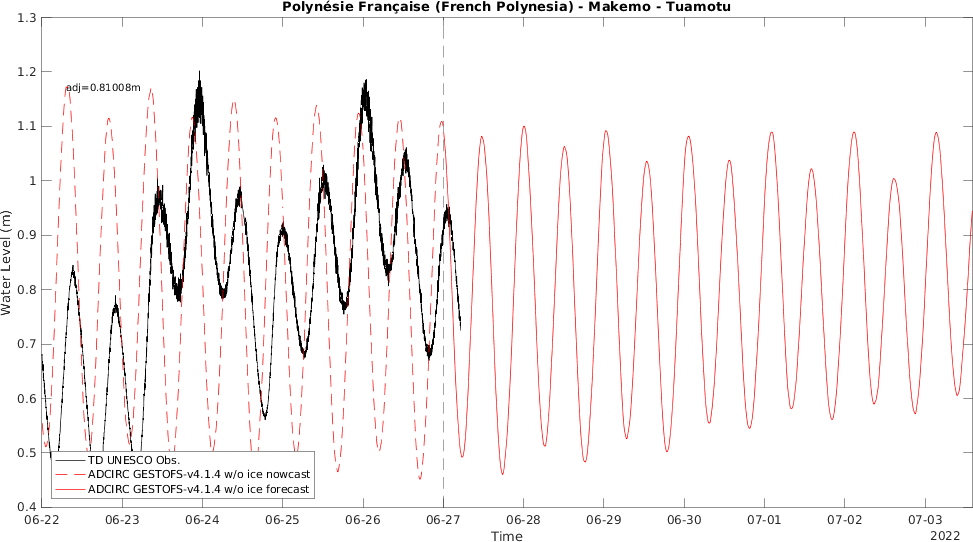 Polynésie Française (French Polynesia) - Makemo - Tuamotu
1.3
1.2
1.1
1
0.9
0.8
0.7
0.6
0.5
0.4
Water Level (m)
adj=0.81008m
TD UNESCO Obs.
ADCIRC GESTOFS-v4.1.4 w/o ice nowcast
ADCIRC GESTOFS-v4.1.4 w/o ice forecast
06-22 06-23 06-24 06-25 06-26 06-27 06-28 06-29 06-30 07-01 07-02 07-03
Time
2022